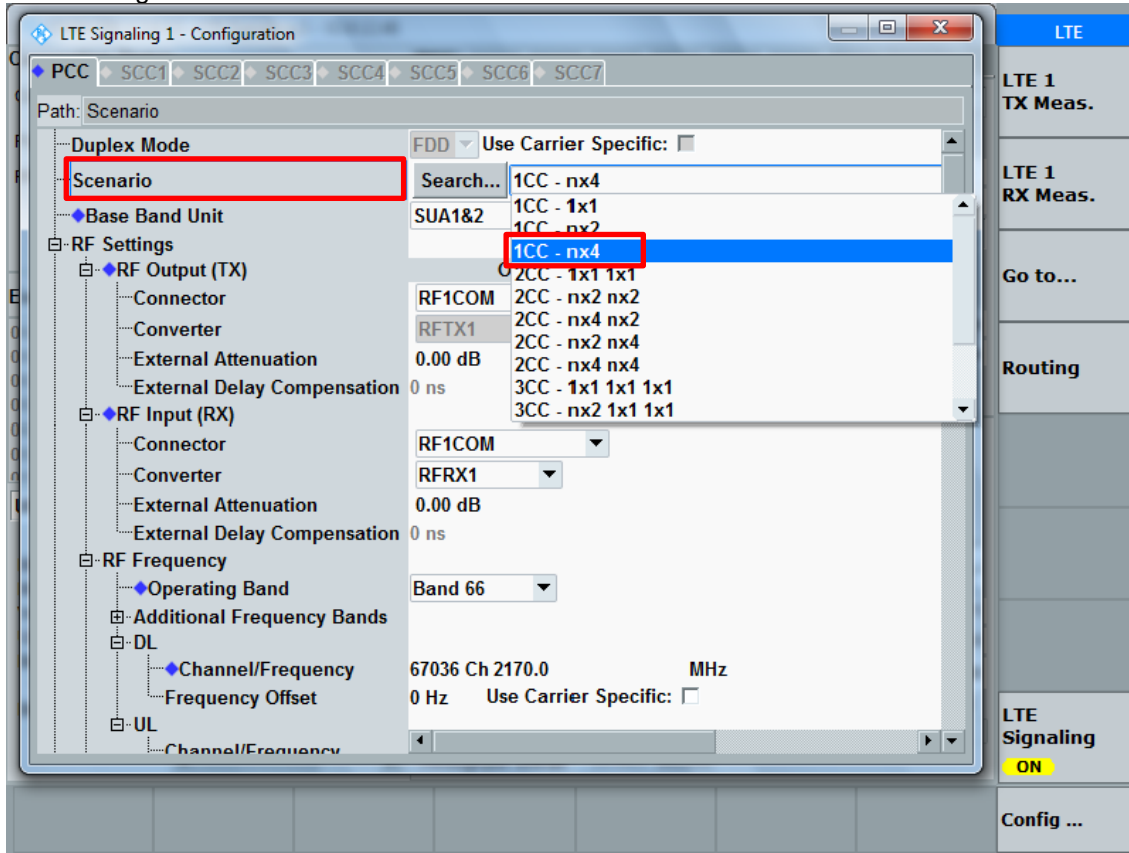 LTE Signaling 1 - Configuration
PCC SCC1 SCC2 SCC3 SCC4 SCC5 SCC6 SCC7
Path: Scenario
Duplex Mode FDD Use Carrier Specific:
Scenario Search... 1CC - nx4
Base Band Unit SUA1&2
1CC - 1x1
1CC - nx2
1CC - nx4
2CC - 1x1 1x1
2CC - nx2 nx2
2CC - nx4 nx2
2CC - nx2 nx4
2CC - nx4 nx4
3CC - 1x1 1x1 1x1
3CC - nx2 1x1 1x1
RF Settings
RF Output (TX)
Connector RF1COM
Converter RFTX1
External Attenuation 0.00 dB
External Delay Compensation 0 ns
RF Input (RX)
Connector RF1COM
Converter RFRX1
External Attenuation 0.00 dB
External Delay Compensation 0 ns
RF Frequency
Operating Band Band 66
Additional Frequency Bands
DL
Channel/Frequency 67036 Ch 2170.0 MHz
Frequency Offset 0 Hz Use Carrier Specific:
UL
Channel/Frequency
LTE
LTE 1
TX Meas.
LTE 1
RX Meas.
Go to...
Routing
LTE
Signaling
ON
Config ...